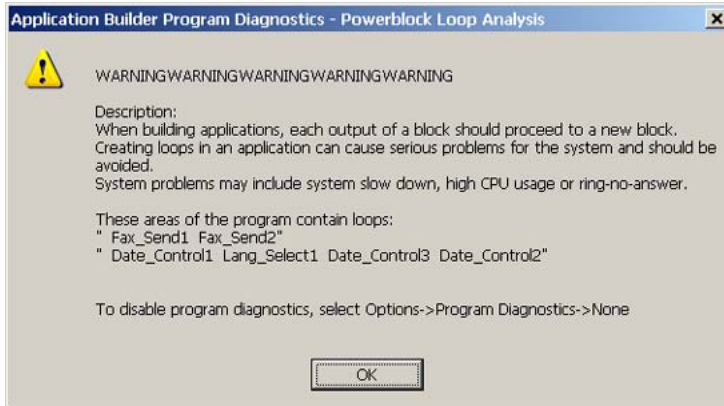 Application Builder Program Diagnostics - Powerblock Loop Analysis
WARNINGWARNINGWARNINGWARNINGWARNING
Description:
When building applications, each output of a block should proceed to a new block.
Creating loops in an application can cause serious problems for the system and should be
avoided.
System problems may include system slow down, high CPU usage or ring-no-answer.
These areas of the program contain loops:
" Fax_Send1 Fax_Send2"
" Date_Control1 Lang_Select1 Date_Control3 Date_Control2"
To disable program diagnostics, select Options->Program Diagnostics->None
OK